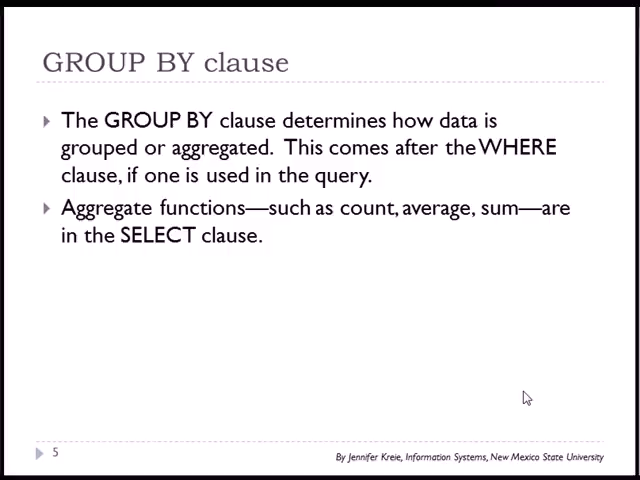 GROUP BY clause
The GROUP BY clause determines how data is
grouped or aggregated. This comes after the WHERE
clause, if one is used in the query.
Aggregate functions—such as count, average, sum—are
in the SELECT clause.
5
By Jennifer Kreie, Information Systems, New Mexico State University